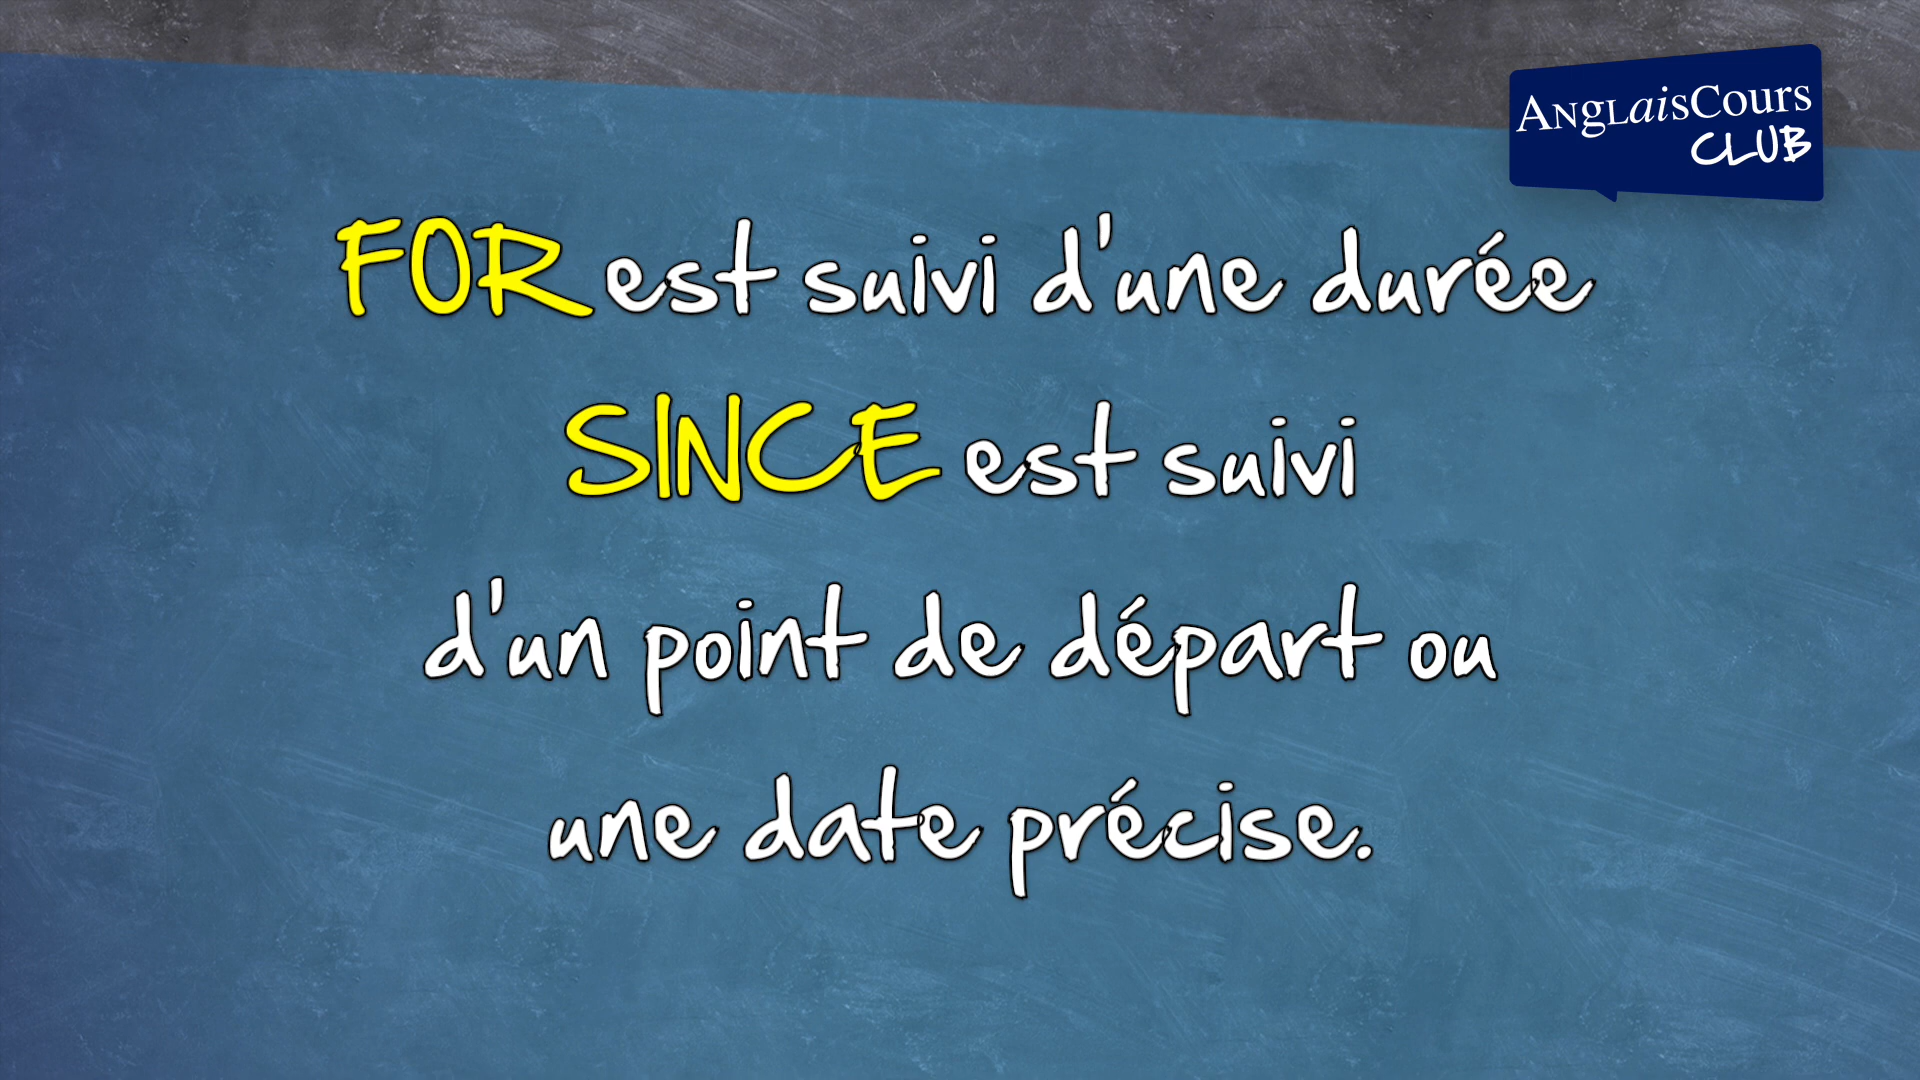 AnglaisCours
CLUB
FOR est suivi d'une durée
SINCE est suivi
d'un point de départ ou
une date précise.